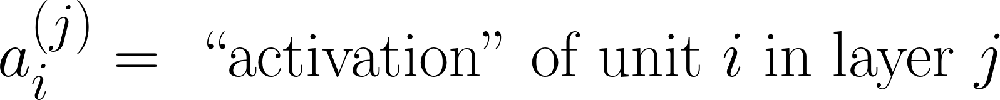 a_i^{(j)} = “activation” of unit i in layer j